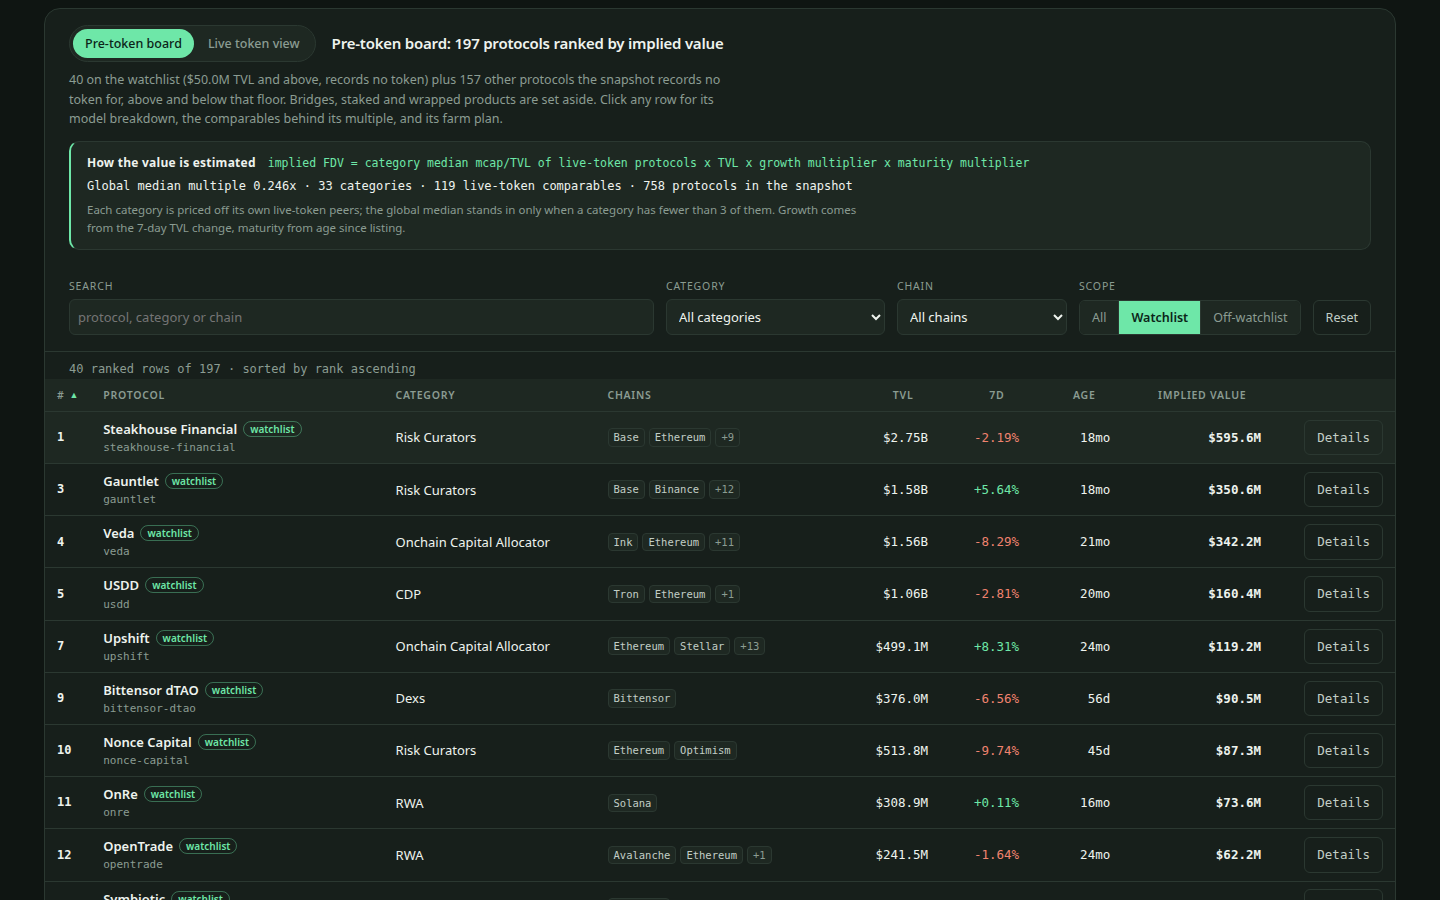 Pre-token board Live token view Pre-token board: 197 protocols ranked by implied value
40 on the watchlist ($50.0M TVL and above, records no token) plus 157 other protocols the snapshot records no
token for, above and below that floor. Bridges, staked and wrapped products are set aside. Click any row for its
model breakdown, the comparables behind its multiple, and its farm plan.
How the value is estimated implied FDV = category median mcap/TVL of live-token protocols x TVL x growth multiplier x maturity multiplier
Global median multiple 0.246x · 33 categories · 119 live-token comparables · 758 protocols in the snapshot
Each category is priced off its own live-token peers; the global median stands in only when a category has fewer than 3 of them. Growth comes
from the 7-day TVL change, maturity from age since listing.
SEARCH CATEGORY CHAIN SCOPE
protocol, category or chain All categories All chains All Watchlist Off-watchlist Reset
40 ranked rows of 197 · sorted by rank ascending
# ▲ PROTOCOL CATEGORY CHAINS TVL 7D AGE IMPLIED VALUE
1 Steakhouse Financial watchlist Risk Curators Base Ethereum +9 $2.75B -2.19% 18mo $595.6M Details
steakhouse-financial
3 Gauntlet watchlist Risk Curators Base Binance +12 $1.58B +5.64% 18mo $350.6M Details
gauntlet
4 Veda watchlist Onchain Capital Allocator Ink Ethereum +11 $1.56B -8.29% 21mo $342.2M Details
veda
5 USDD watchlist CDP Tron Ethereum +1 $1.06B -2.81% 20mo $160.4M Details
usdd
7 Upshift watchlist Onchain Capital Allocator Ethereum Stellar +13 $499.1M +8.31% 24mo $119.2M Details
upshift
9 Bittensor dTAO watchlist Dexs Bittensor $376.0M -6.56% 56d $90.5M Details
bittensor-dtao
10 Nonce Capital watchlist Risk Curators Ethereum Optimism $513.8M -9.74% 45d $87.3M Details
nonce-capital
11 OnRe watchlist RWA Solana $308.9M +0.11% 16mo $73.6M Details
onre
12 OpenTrade watchlist RWA Avalanche Ethereum +1 $241.5M -1.64% 24mo $62.2M Details
opentrade
Symbiotic watchlist